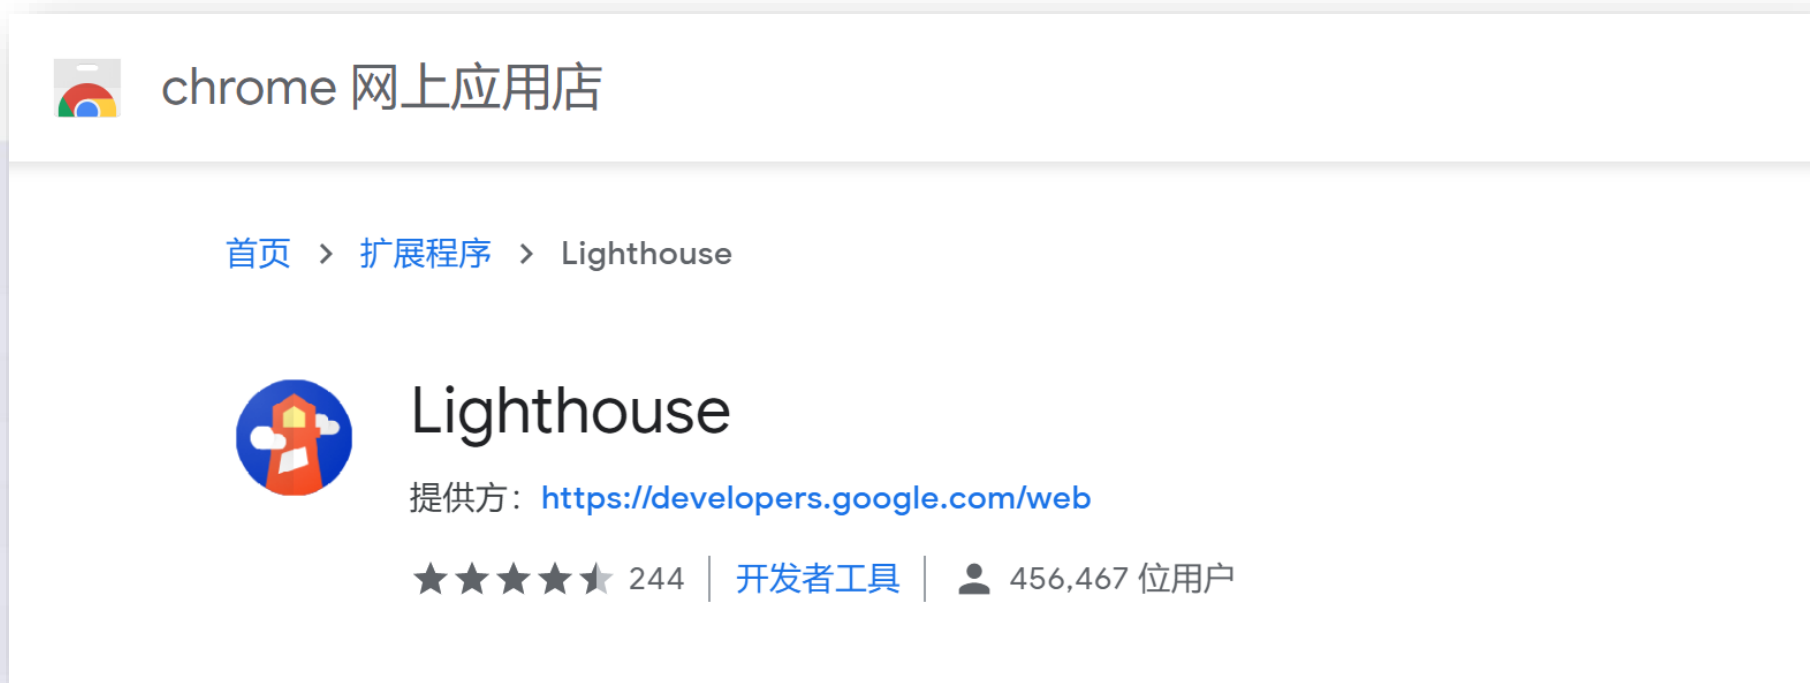 chrome 网上应用店
首页 > 扩展程序 > Lighthouse
Lighthouse
提供方：https://developers.google.com/web
244 | 开发者工具 | 456,467 位用户